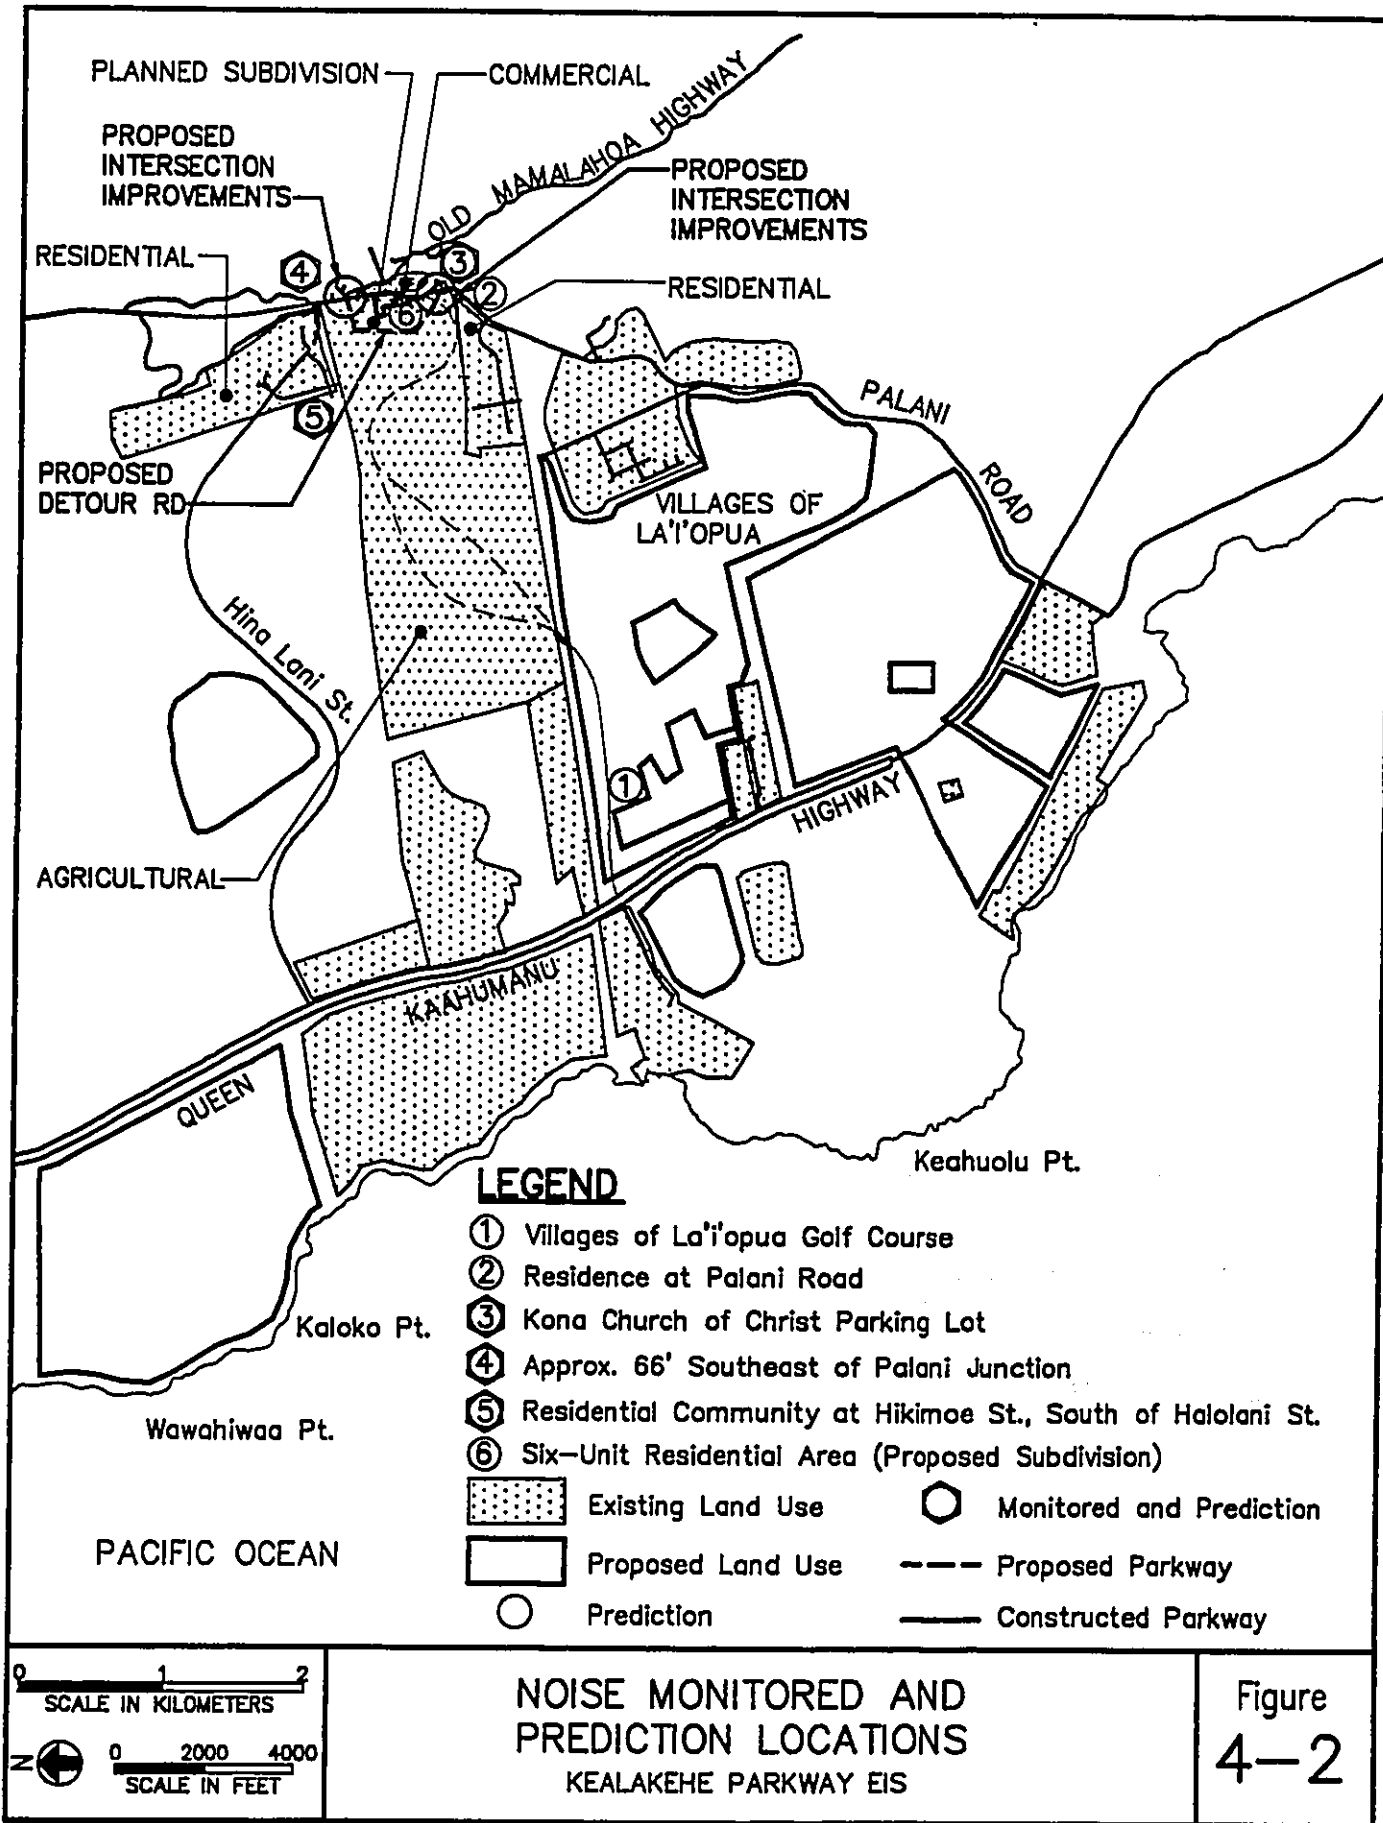 PLANNED SUBDIVISION
COMMERCIAL
PROPOSED
INTERSECTION
IMPROVEMENTS
OLD MAMALAHOA HIGHWAY
PROPOSED
INTERSECTION
IMPROVEMENTS
RESIDENTIAL
4
3
2
6
RESIDENTIAL
5
PALANI
ROAD
PROPOSED
DETOUR RD
VILLAGES OF
LA'I'OPUA
Hina Lani St.
1
HIGHWAY
AGRICULTURAL
KAAHUMANU
QUEEN
Keahuolu Pt.
LEGEND
1 Villages of La'i'opua Golf Course
2 Residence at Palani Road
3 Kona Church of Christ Parking Lot
Kaloko Pt.
4 Approx. 66' Southeast of Palani Junction
5 Residential Community at Hikimoe St., South of Halolani St.
Wawahiwaa Pt.
6 Six-Unit Residential Area (Proposed Subdivision)
Existing Land Use
Monitored and Prediction
PACIFIC OCEAN
Proposed Land Use
Proposed Parkway
Prediction
Constructed Parkway
0 1 2
SCALE IN KILOMETERS
N
0 2000 4000
SCALE IN FEET
NOISE MONITORED AND
PREDICTION LOCATIONS
KEALAKEHE PARKWAY EIS
Figure
4-2